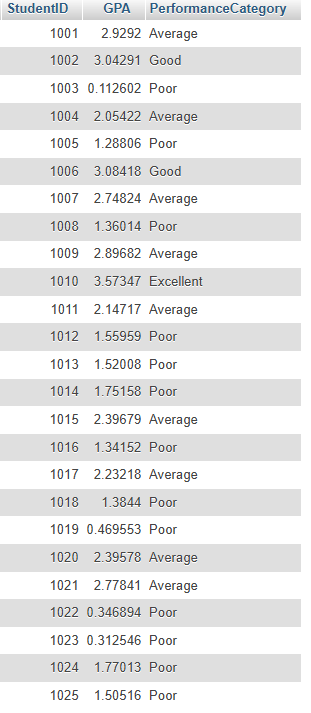 StudentID GPA PerformanceCategory
1001 2.9292 Average
1002 3.04291 Good
1003 0.112602 Poor
1004 2.05422 Average
1005 1.28806 Poor
1006 3.08418 Good
1007 2.74824 Average
1008 1.36014 Poor
1009 2.89682 Average
1010 3.57347 Excellent
1011 2.14717 Average
1012 1.55959 Poor
1013 1.52008 Poor
1014 1.75158 Poor
1015 2.39679 Average
1016 1.34152 Poor
1017 2.23218 Average
1018 1.3844 Poor
1019 0.469553 Poor
1020 2.39578 Average
1021 2.77841 Average
1022 0.346894 Poor
1023 0.312546 Poor
1024 1.77013 Poor
1025 1.50516 Poor